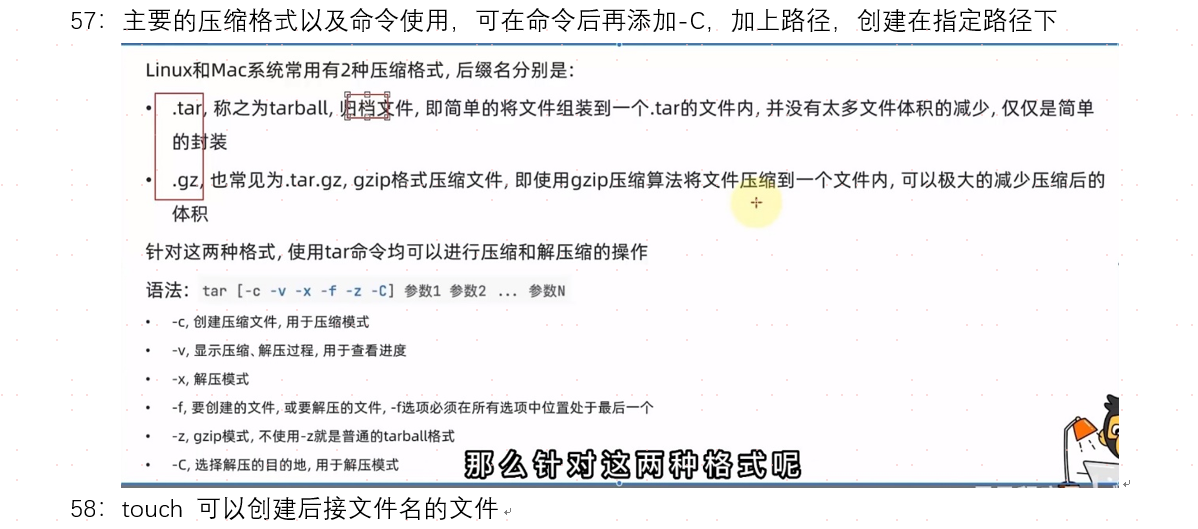 57：主要的压缩格式以及命令使用，可在命令后再添加-C，加上路径，创建在指定路径下
Linux和Mac系统常用有2种压缩格式, 后缀名分别是：
• .tar, 称之为tarball, 归档文件, 即简单的将文件组装到一个.tar的文件内, 并没有太多文件体积的减少, 仅仅是简单
的封装
• .gz, 也常见为.tar.gz, gzip格式压缩文件, 即使用gzip压缩算法将文件压缩到一个文件内, 可以极大的减少压缩后的
体积
针对这两种格式, 使用tar命令均可以进行压缩和解压缩的操作
语法： tar [-c -v -x -f -z -C] 参数1 参数2 ... 参数N
• -c, 创建压缩文件, 用于压缩模式
• -v, 显示压缩、解压过程, 用于查看进度
• -x, 解压模式
• -f, 要创建的文件, 或要解压的文件, -f选项必须在所有选项中位置处于最后一个
• -z, gzip模式, 不使用-z就是普通的tarball格式
• -C, 选择解压的目的地, 用于解压模式
那么针对这两种格式呢
58：touch 可以创建后接文件名的文件